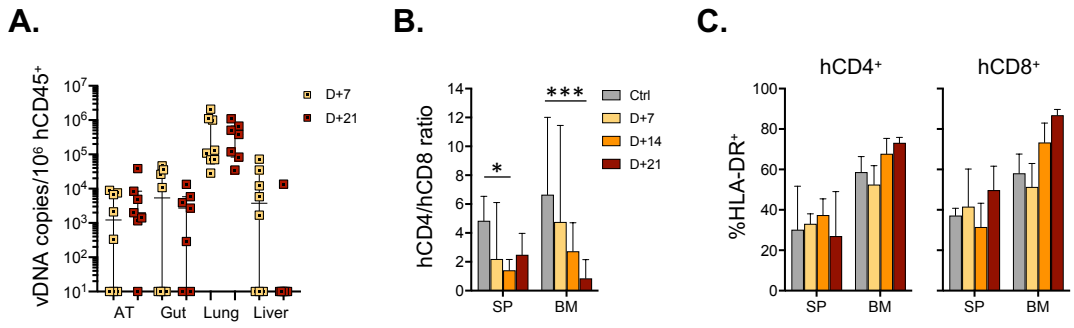 A.
vDNA copies/10⁶ hCD45⁺
10⁷
10⁶
10⁵
10⁴
10³
10²
10¹
AT Gut Lung Liver
D+7
D+21
B.
hCD4/hCD8 ratio
14
12
10
8
6
4
2
0
*
***
SP BM
Ctrl
D+7
D+14
D+21
C.
hCD4⁺
%HLA-DR⁺
100
80
60
40
20
0
SP BM
hCD8⁺
SP BM